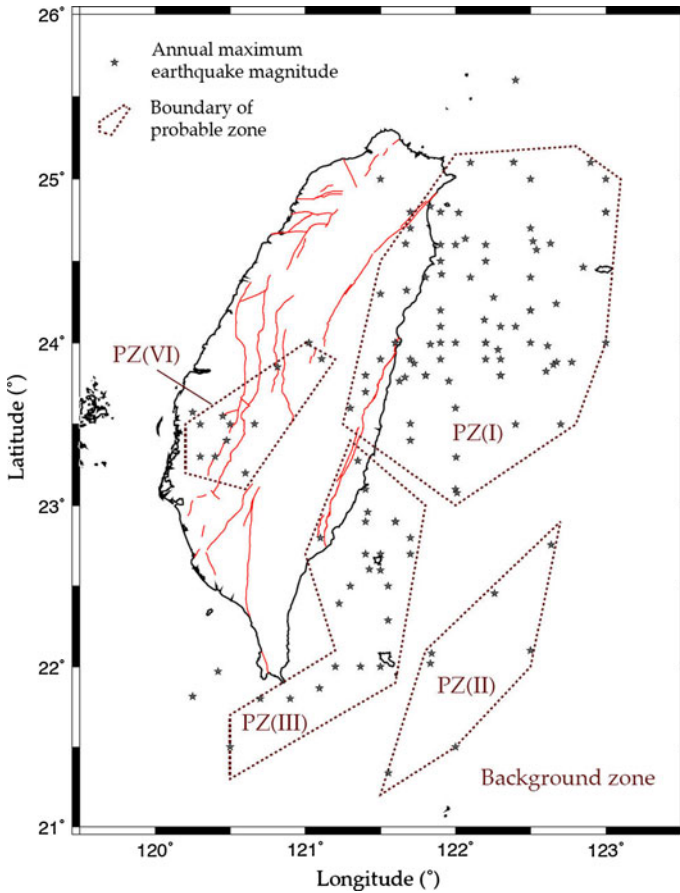 26°
Annual maximum
earthquake magnitude
Boundary of
probable zone
25°
24°
PZ(VI)
PZ(I)
Latitude (°)
23°
22°
PZ(II)
PZ(III)
Background zone
21°
120° 121° 122° 123°
Longitude (°)